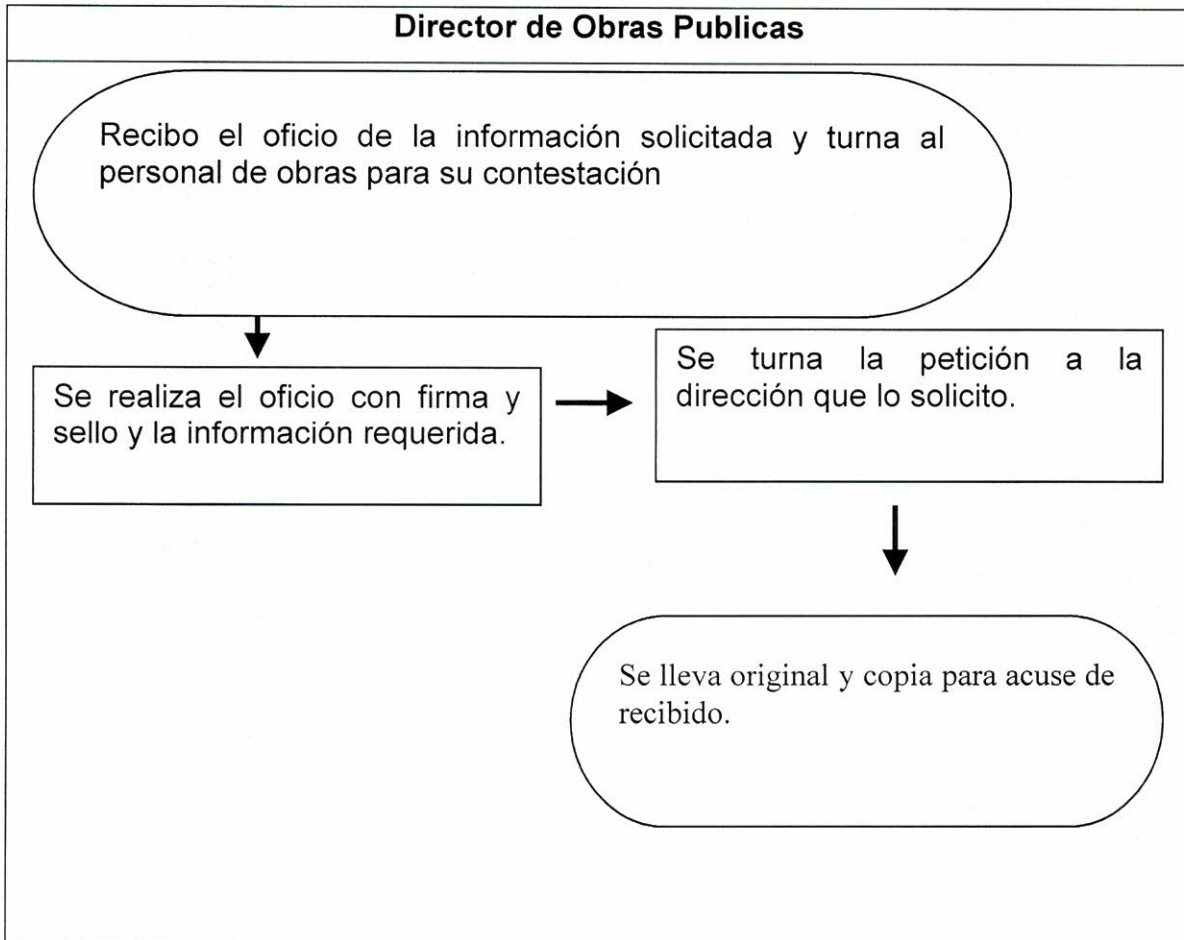 Director de Obras Publicas
Recibo el oficio de la información solicitada y turna al
personal de obras para su contestación
Se realiza el oficio con firma y
sello y la información requerida.
Se turna la petición a la
dirección que lo solicito.
Se lleva original y copia para acuse de
recibido.